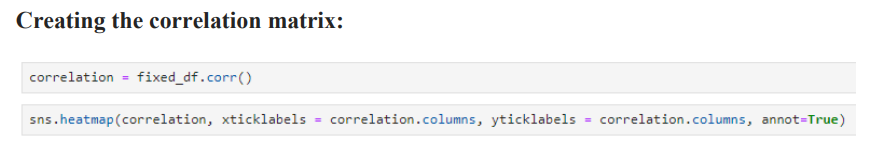 Creating the correlation matrix:
correlation = fixed_df.corr()
sns.heatmap(correlation, xticklabels = correlation.columns, yticklabels = correlation.columns, annot=True)